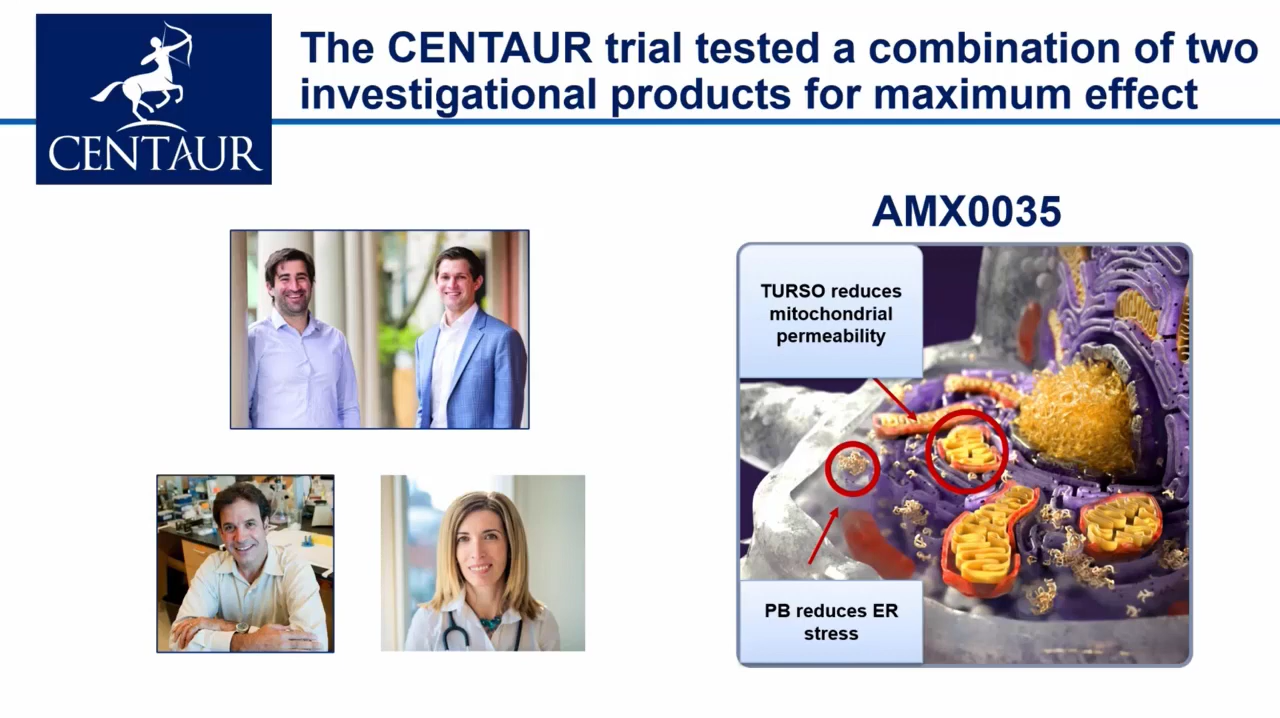 The CENTAUR trial tested a combination of two
investigational products for maximum effect
CENTAUR
AMX0035
TURSO reduces
mitochondrial
permeability
PB reduces ER
stress